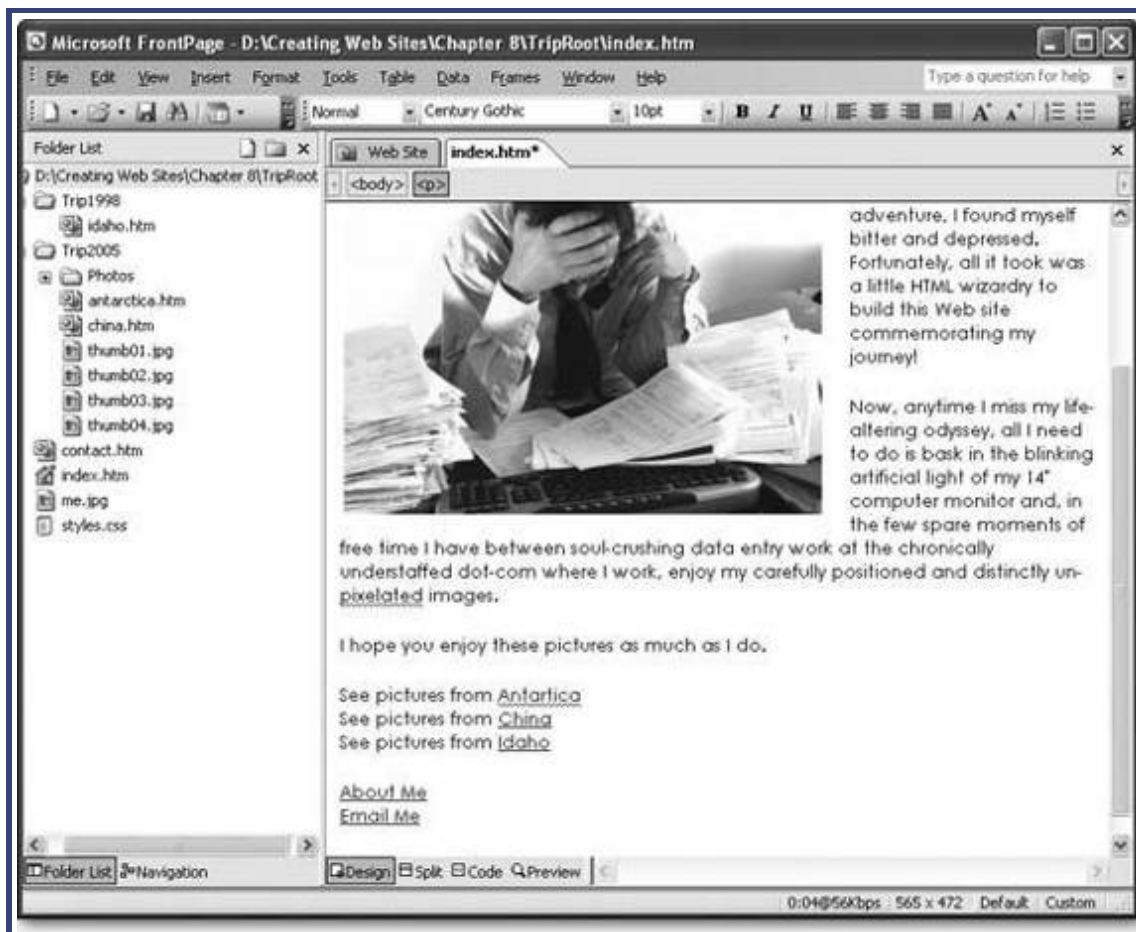 Microsoft FrontPage - D:\Creating Web Sites\Chapter 8\TripRoot\index.htm
File Edit View Insert Format Tools Table Data Frames Window Help
Type a question for help
Normal Century Gothic 10pt B I U A A
Folder List
D:\Creating Web Sites\Chapter 8\TripRoot
Trip1998
idaho.htm
Trip2005
Photos
antarctica.htm
china.htm
thumb01.jpg
thumb02.jpg
thumb03.jpg
thumb04.jpg
contact.htm
index.htm
me.jpg
styles.css
Folder List Navigation
Web Site index.htm*
<body> <p>
adventure, I found myself
bitter and depressed.
Fortunately, all it took was
a little HTML wizardry to
build this Web site
commemorating my
journey!
Now, anytime I miss my life-
altering odyssey, all I need
to do is bask in the blinking
artificial light of my 14"
computer monitor and, in
the few spare moments of
free time I have between soul-crushing data entry work at the chronically
understaffed dot-com where I work, enjoy my carefully positioned and distinctly un-
pixelated images.
I hope you enjoy these pictures as much as I do.
See pictures from Antartica
See pictures from China
See pictures from Idaho
About Me
Email Me
Design Split Code Preview
0:04@56Kbps 565 x 472 Default Custom